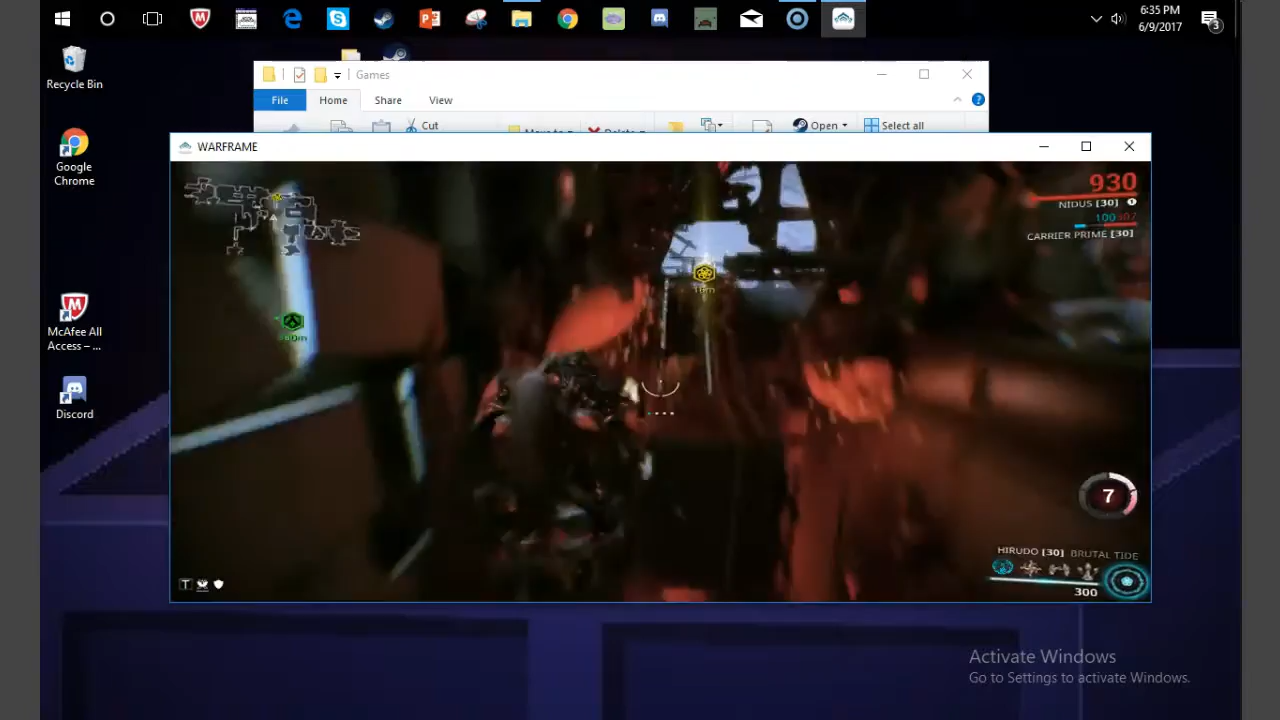 6:35 PM
6/9/2017
3
Recycle Bin
Games
File
Home
Share
View
Cut
Open
Select all
Google
Chrome
WARFRAME
930
NIDUS [30]
CARRIER PRIME [30]
McAfee All
Access – ...
Discord
7
HIRUDO [30] BRUTAL TIDE
300
T
Activate Windows
Go to Settings to activate Windows.